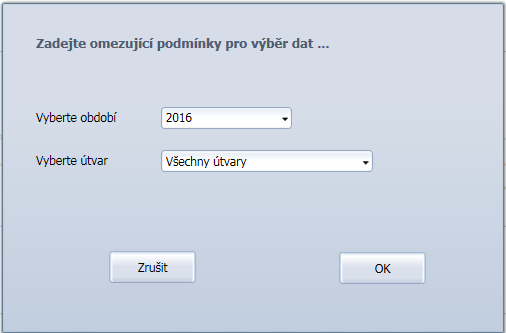 Zadejte omezující podmínky pro výběr dat ...
Vyberte období 2016
Vyberte útvar Všechny útvary
Zrušit OK